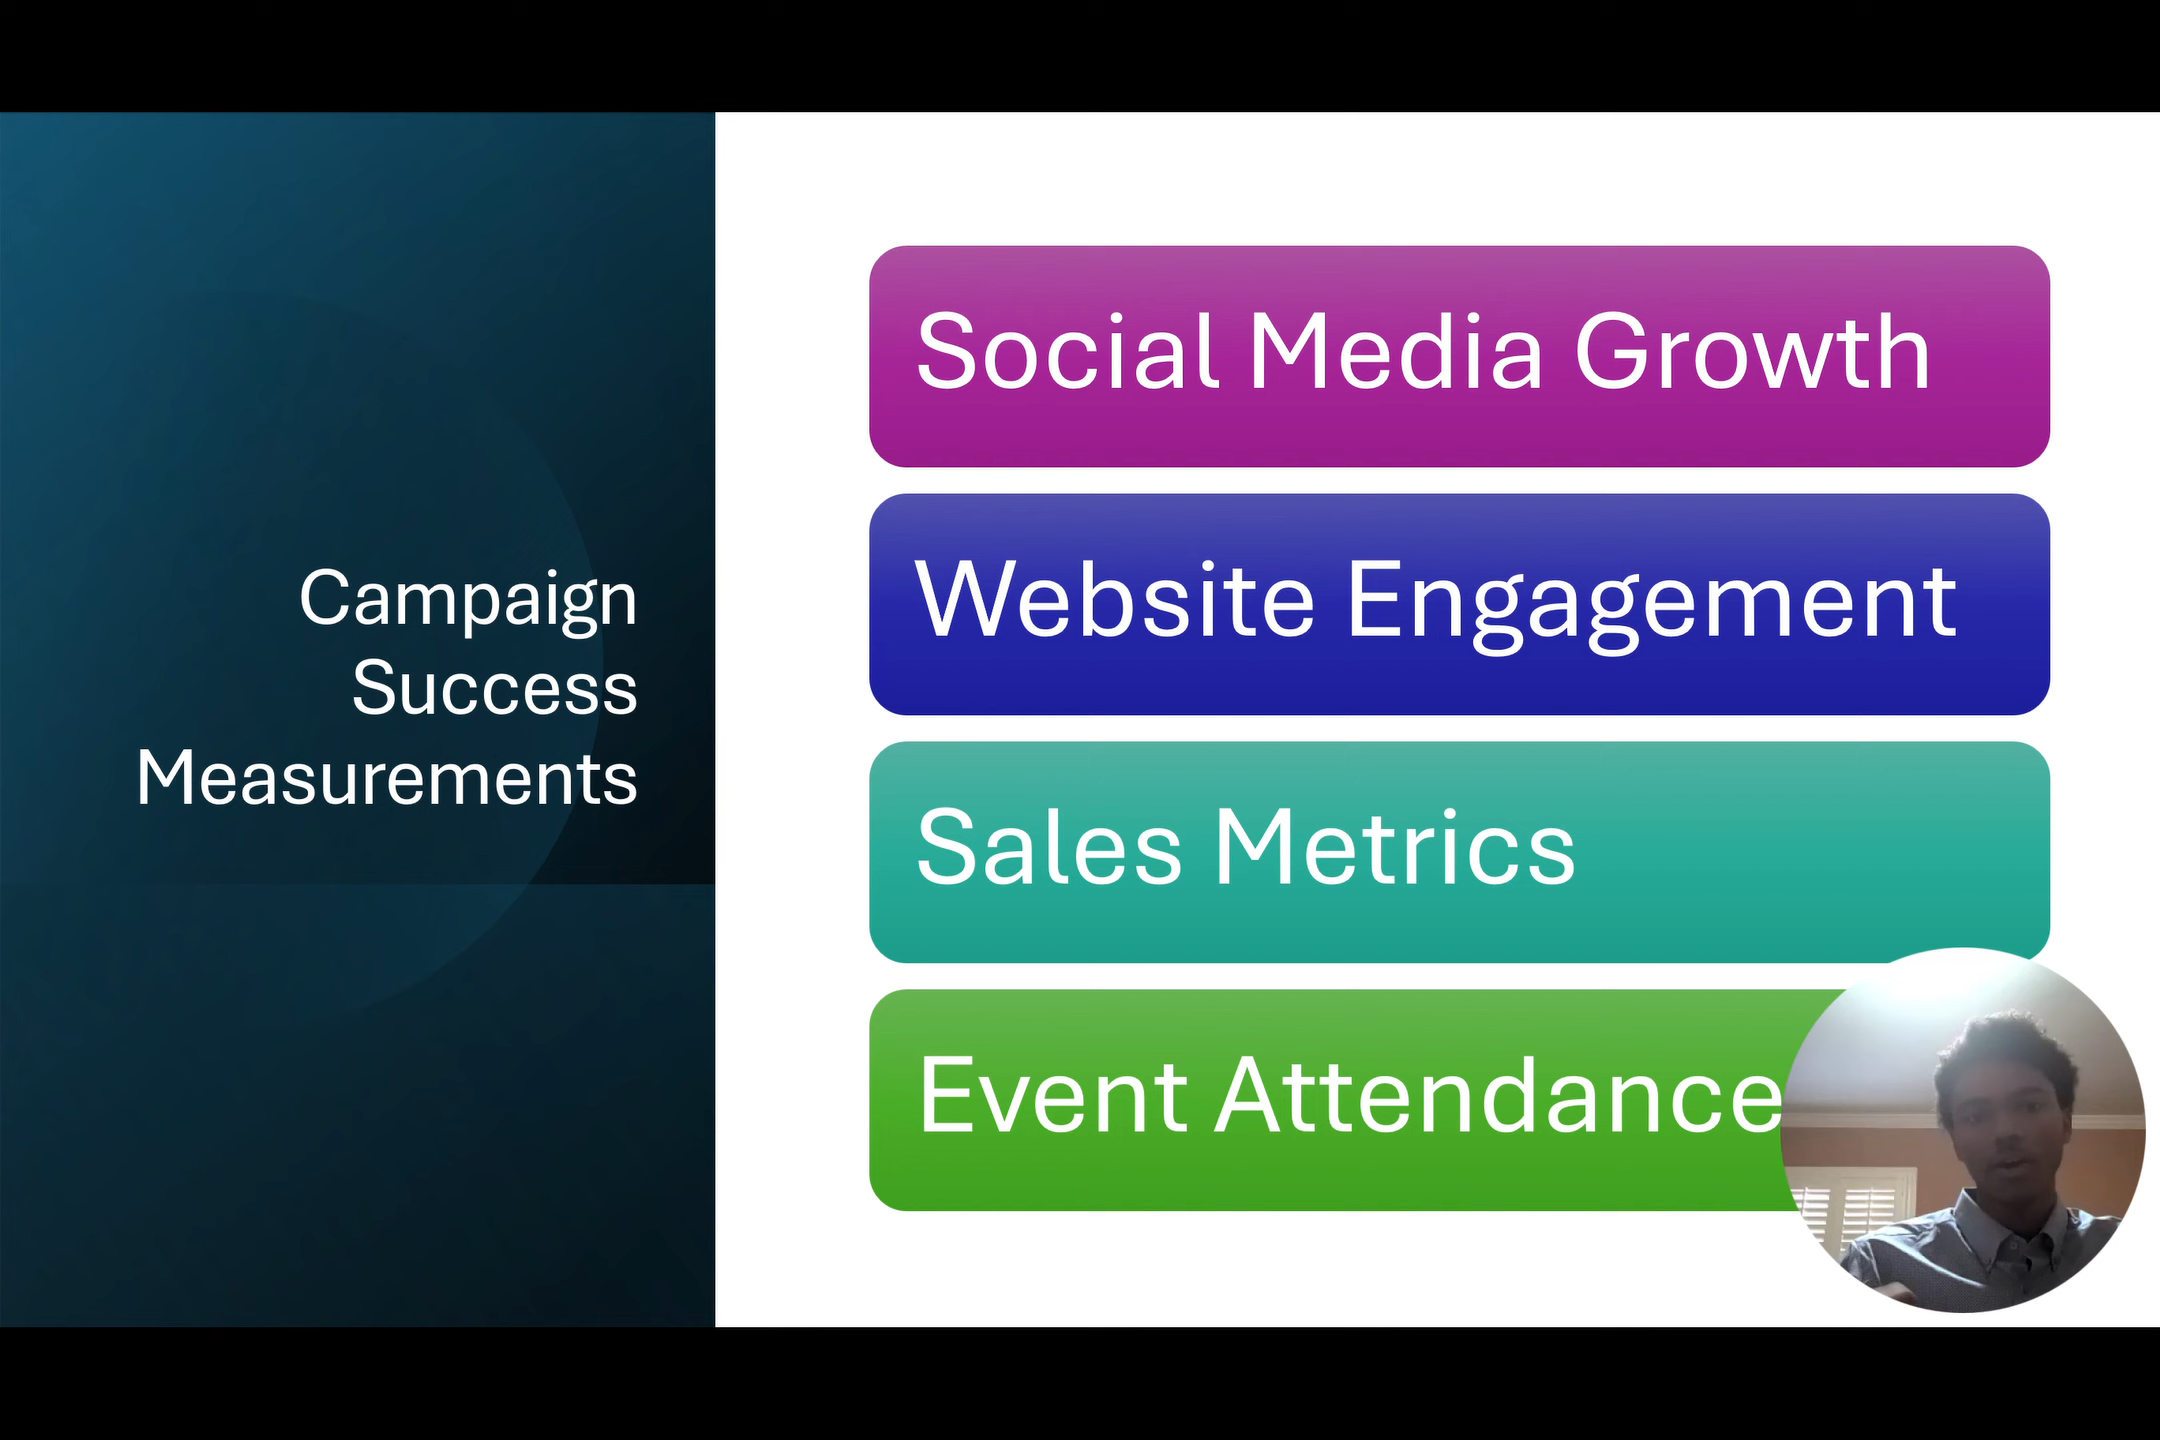 Campaign
Success
Measurements
Social Media Growth
Website Engagement
Sales Metrics
Event Attendance